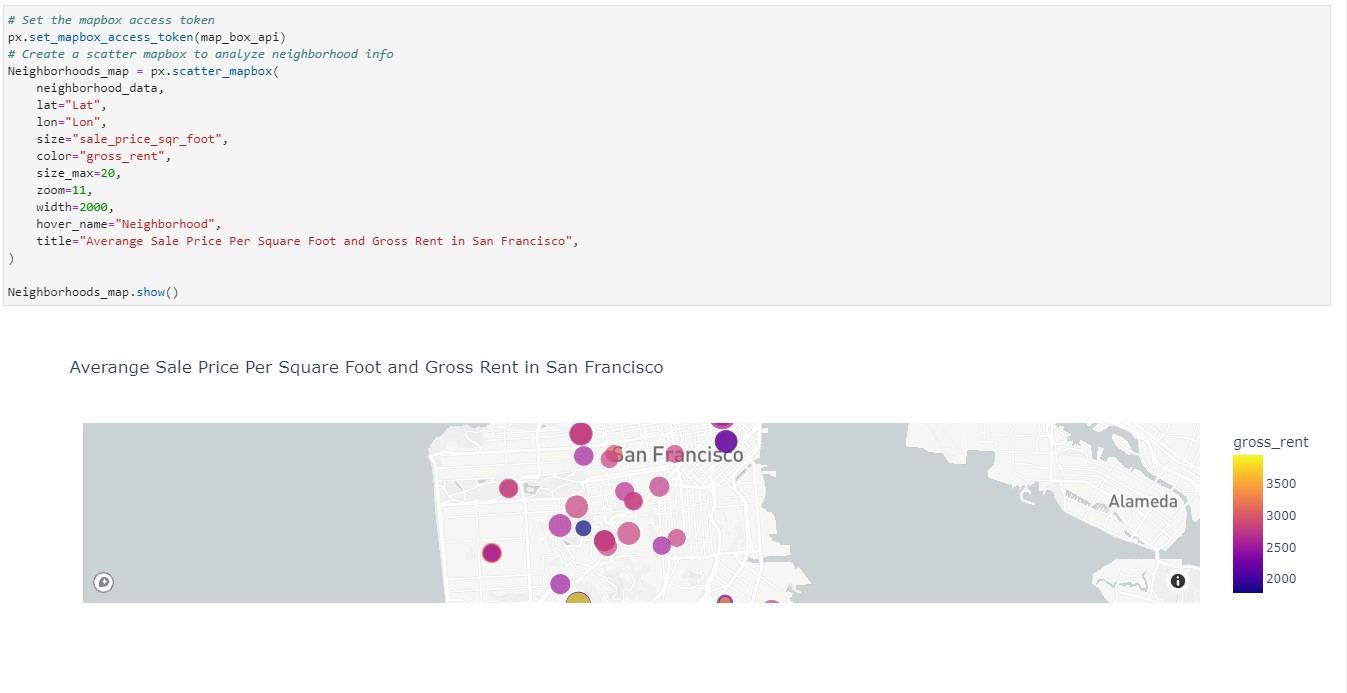 # Set the mapbox access token
px.set_mapbox_access_token(map_box_api)
# Create a scatter mapbox to analyze neighborhood info
Neighborhoods_map = px.scatter_mapbox(
    neighborhood_data,
    lat="Lat",
    lon="Lon",
    size="sale_price_sqr_foot",
    color="gross_rent",
    size_max=20,
    zoom=11,
    width=2000,
    hover_name="Neighborhood",
    title="Averange Sale Price Per Square Foot and Gross Rent in San Francisco",
)
Neighborhoods_map.show()
Averange Sale Price Per Square Foot and Gross Rent in San Francisco
San Francisco
Alameda
gross_rent
3500
3000
2500
2000